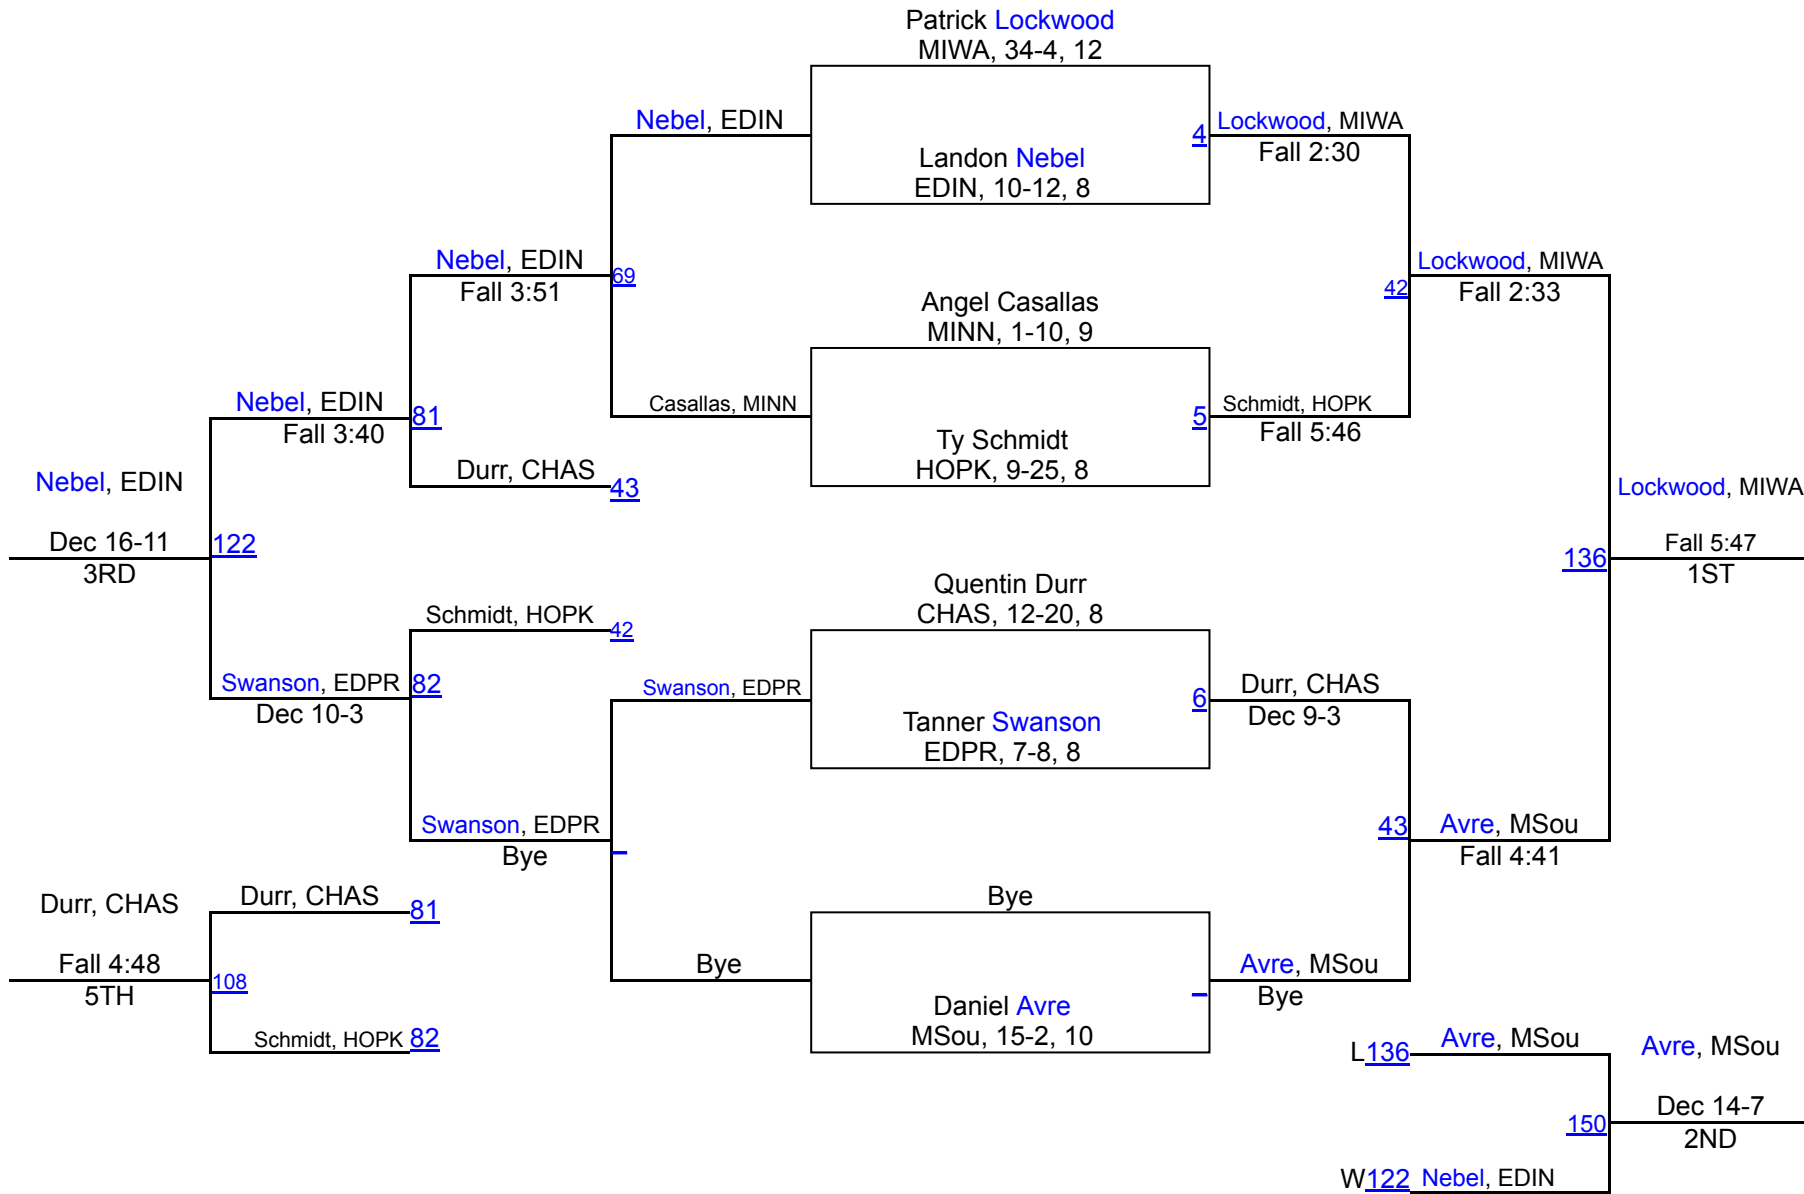 Patrick Lockwood
MIWA, 34-4, 12
Nebel, EDIN
4
Lockwood, MIWA
Fall 2:30
Landon Nebel
EDIN, 10-12, 8
Nebel, EDIN
Fall 3:51
69
Lockwood, MIWA
Fall 2:33
42
Angel Casallas
MINN, 1-10, 9
Nebel, EDIN
Fall 3:40
81
Casallas, MINN
5
Schmidt, HOPK
Fall 5:46
Ty Schmidt
HOPK, 9-25, 8
Durr, CHAS
43
Nebel, EDIN
Dec 16-11
3RD
122
Lockwood, MIWA
136
Fall 5:47
1ST
Quentin Durr
CHAS, 12-20, 8
Schmidt, HOPK
42
Swanson, EDPR
Dec 10-3
82
Swanson, EDPR
6
Durr, CHAS
Dec 9-3
Tanner Swanson
EDPR, 7-8, 8
Swanson, EDPR
Bye
43
Avre, MSou
Fall 4:41
Durr, CHAS
Durr, CHAS
81
Bye
Fall 4:48
5TH
108
Bye
Avre, MSou
Bye
Daniel Avre
MSou, 15-2, 10
Schmidt, HOPK
82
L136
Avre, MSou
Avre, MSou
150
Dec 14-7
2ND
W122
Nebel, EDIN